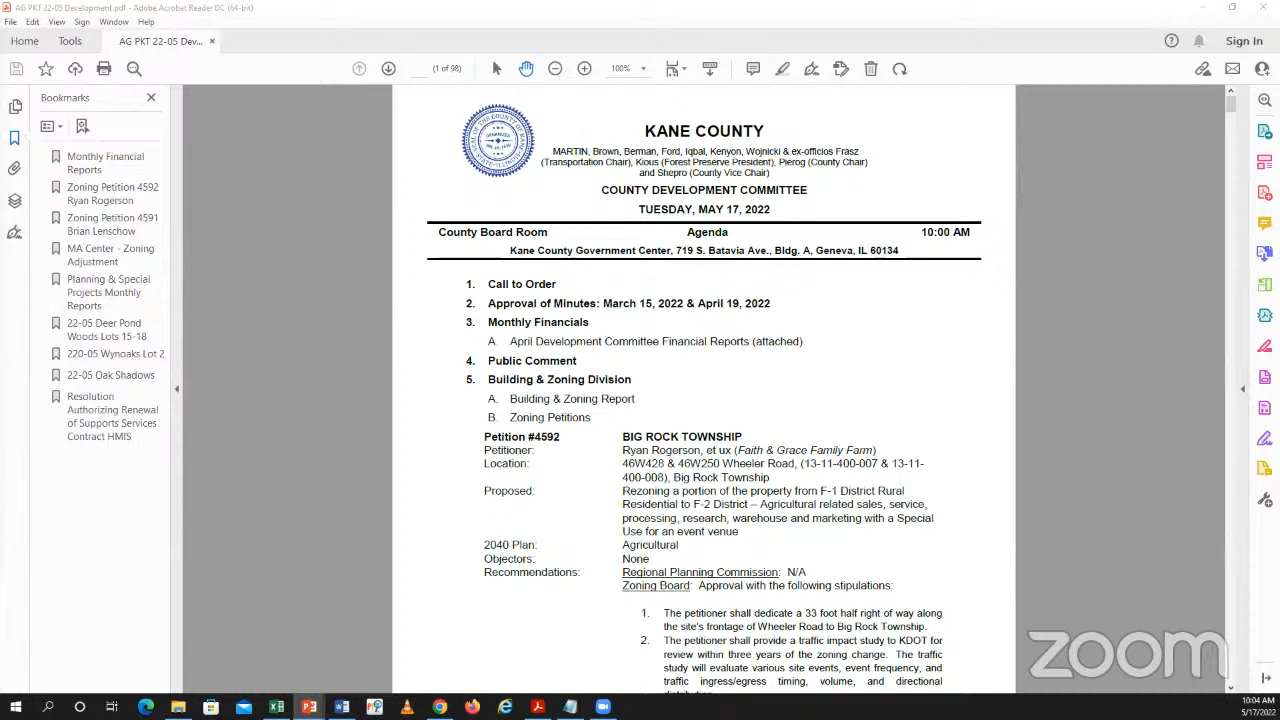 AG PKT 22-05 Development.pdf - Adobe Acrobat Reader DC (64-bit)
File Edit View Sign Window Help
Home Tools AG PKT 22-05 Dev... ×
Sign In
(1 of 98)
100%
Bookmarks
Monthly Financial
Reports
Zoning Petition 4592
Ryan Rogerson
Zoning Petition 4591
Brian Lenschow
MA Center - Zoning
Adjustment
Planning & Special
Projects Monthly
Reports
22-05 Deer Pond
Woods Lots 15-18
220-05 Wynoaks Lot 2
22-05 Oak Shadows
Resolution
Authorizing Renewal
of Supports Services
Contract HMIS
KANE COUNTY
MARTIN, Brown, Berman, Ford, Iqbal, Kenyon, Wojnicki & ex-officios Frasz
(Transportation Chair), Kious (Forest Preserve President), Pierog (County Chair)
and Shepro (County Vice Chair)
COUNTY DEVELOPMENT COMMITTEE
TUESDAY, MAY 17, 2022
County Board Room Agenda 10:00 AM
Kane County Government Center, 719 S. Batavia Ave., Bldg. A, Geneva, IL 60134
1. Call to Order
2. Approval of Minutes: March 15, 2022 & April 19, 2022
3. Monthly Financials
A. April Development Committee Financial Reports (attached)
4. Public Comment
5. Building & Zoning Division
A. Building & Zoning Report
B. Zoning Petitions
Petition #4592 BIG ROCK TOWNSHIP
Petitioner: Ryan Rogerson, et ux (Faith & Grace Family Farm)
Location: 46W428 & 46W250 Wheeler Road, (13-11-400-007 & 13-11-
400-008), Big Rock Township
Proposed: Rezoning a portion of the property from F-1 District Rural
Residential to F-2 District – Agricultural related sales, service,
processing, research, warehouse and marketing with a Special
Use for an event venue
2040 Plan: Agricultural
Objectors: None
Recommendations: Regional Planning Commission: N/A
Zoning Board: Approval with the following stipulations:
1. The petitioner shall dedicate a 33 foot half right of way along
the site's frontage of Wheeler Road to Big Rock Township.
2. The petitioner shall provide a traffic impact study to KDOT for
review within three years of the zoning change. The traffic
study will evaluate various site events, event frequency, and
traffic ingress/egress timing, volume, and directional
zoom
10:04 AM
5/17/2022